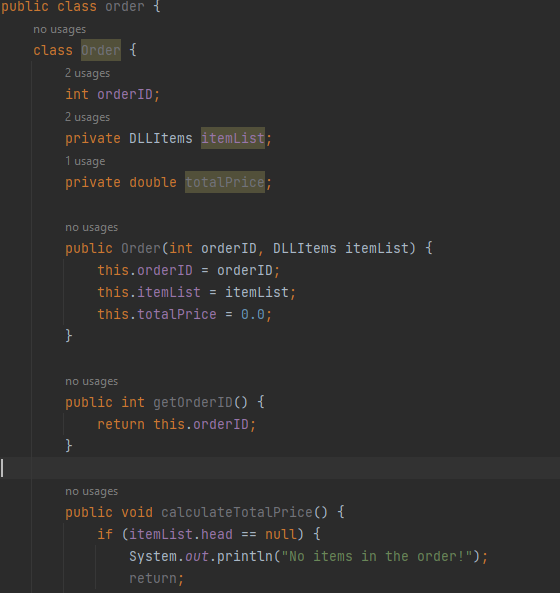 public class order {
no usages
class Order {
2 usages
int orderID;
2 usages
private DLLItems itemList;
1 usage
private double totalPrice;
no usages
public Order(int orderID, DLLItems itemList) {
this.orderID = orderID;
this.itemList = itemList;
this.totalPrice = 0.0;
}
no usages
public int getOrderID() {
return this.orderID;
}
no usages
public void calculateTotalPrice() {
if (itemList.head == null) {
System.out.println("No items in the order!");
return;